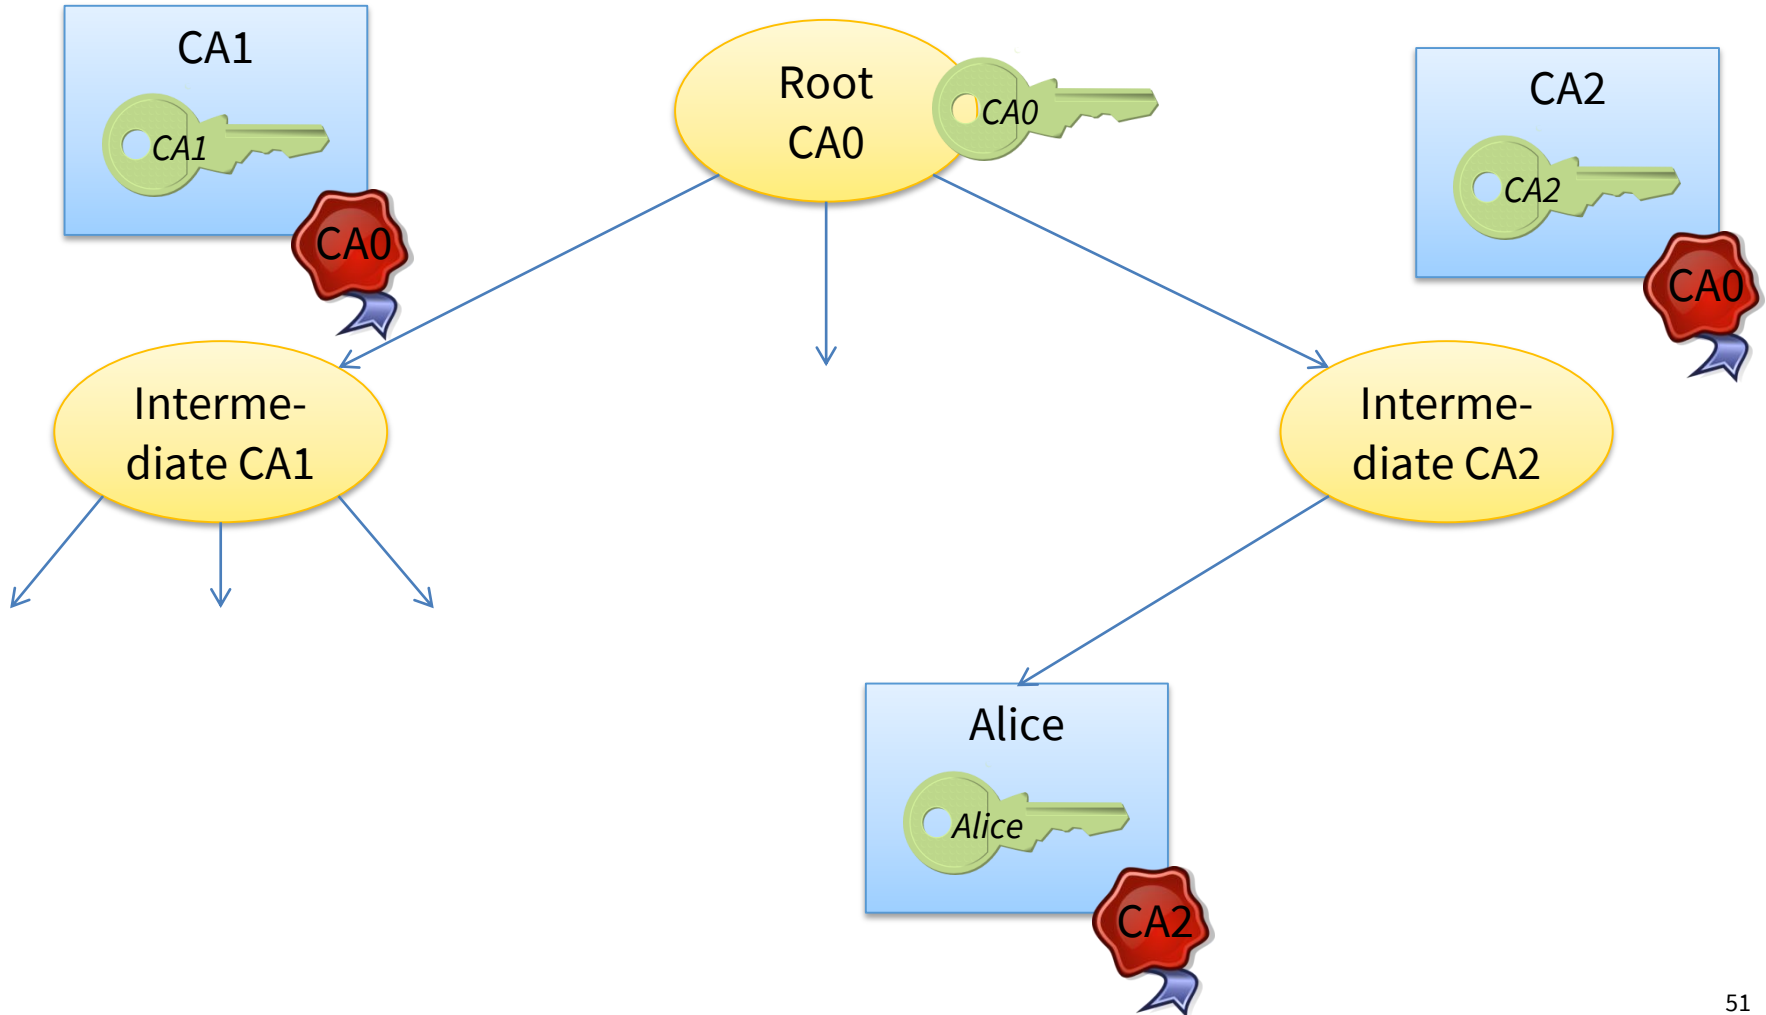 CA1
CA1
CA0
Root
CA0
CA0
CA2
CA2
CA0
Interme-
diate CA1
Interme-
diate CA2
Alice
Alice
CA2
51